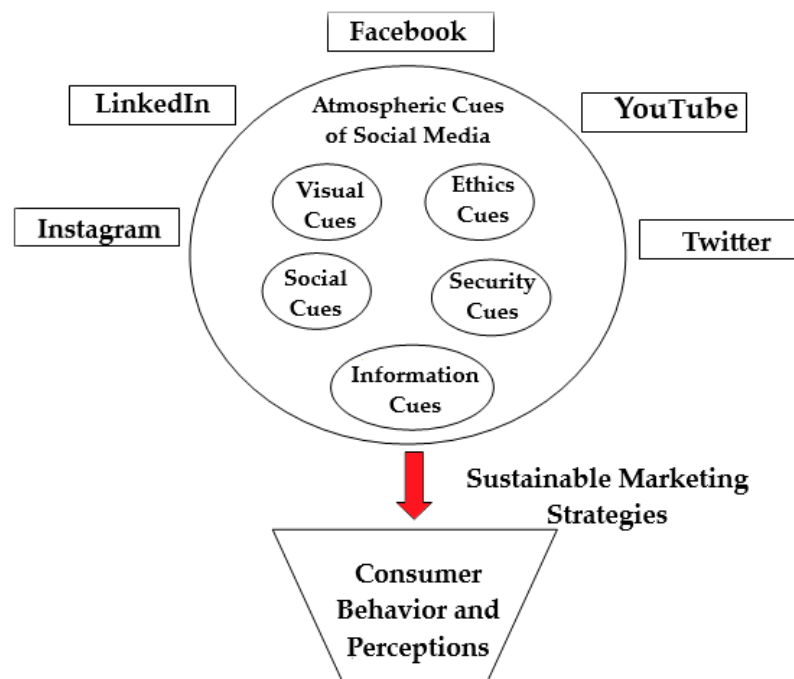 Facebook
LinkedIn
YouTube
Atmospheric Cues
of Social Media
Visual
Cues
Ethics
Cues
Instagram
Twitter
Social
Cues
Security
Cues
Information
Cues
Sustainable Marketing
Strategies
Consumer
Behavior and
Perceptions